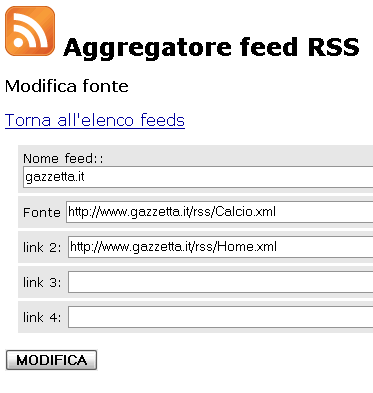 Aggregatore feed RSS
Modifica fonte
Torna all'elenco feeds
Nome feed::
gazzetta.it
Fonte http://www.gazzetta.it/rss/Calcio.xml
link 2: http://www.gazzetta.it/rss/Home.xml
link 3:
link 4:
MODIFICA